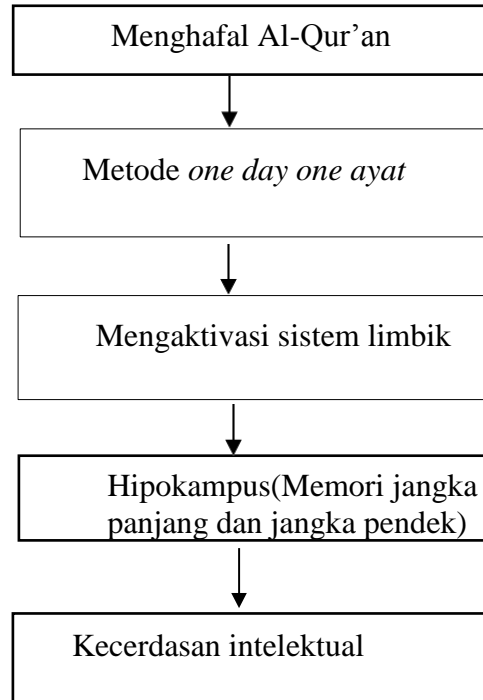 Menghafal Al-Qur’an
Metode one day one ayat
Mengaktivasi sistem limbik
Hipokampus(Memori jangka
panjang dan jangka pendek)
Kecerdasan intelektual